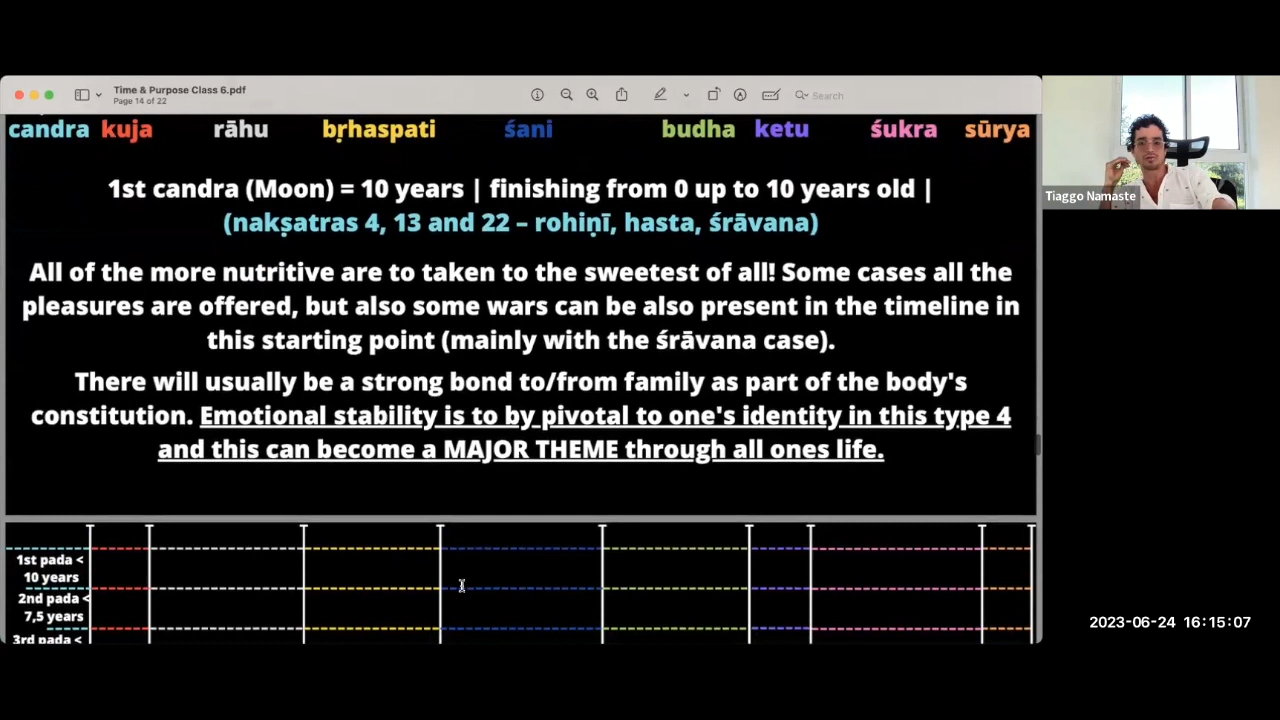 Time & Purpose Class 6.pdf
Page 14 of 22
Search
candra kuja rāhu bṛhaspati śani budha ketu śukra sūrya
1st candra (Moon) = 10 years | finishing from 0 up to 10 years old |
(nakṣatras 4, 13 and 22 – rohiṇī, hasta, śrāvana)
All of the more nutritive are to taken to the sweetest of all! Some cases all the
pleasures are offered, but also some wars can be also present in the timeline in
this starting point (mainly with the śrāvana case).
There will usually be a strong bond to/from family as part of the body's
constitution. Emotional stability is to by pivotal to one's identity in this type 4
and this can become a MAJOR THEME through all ones life.
1st pada <
10 years
2nd pada <
7,5 years
3rd pada <
Tiaggo Namaste
2023-06-24 16:15:07